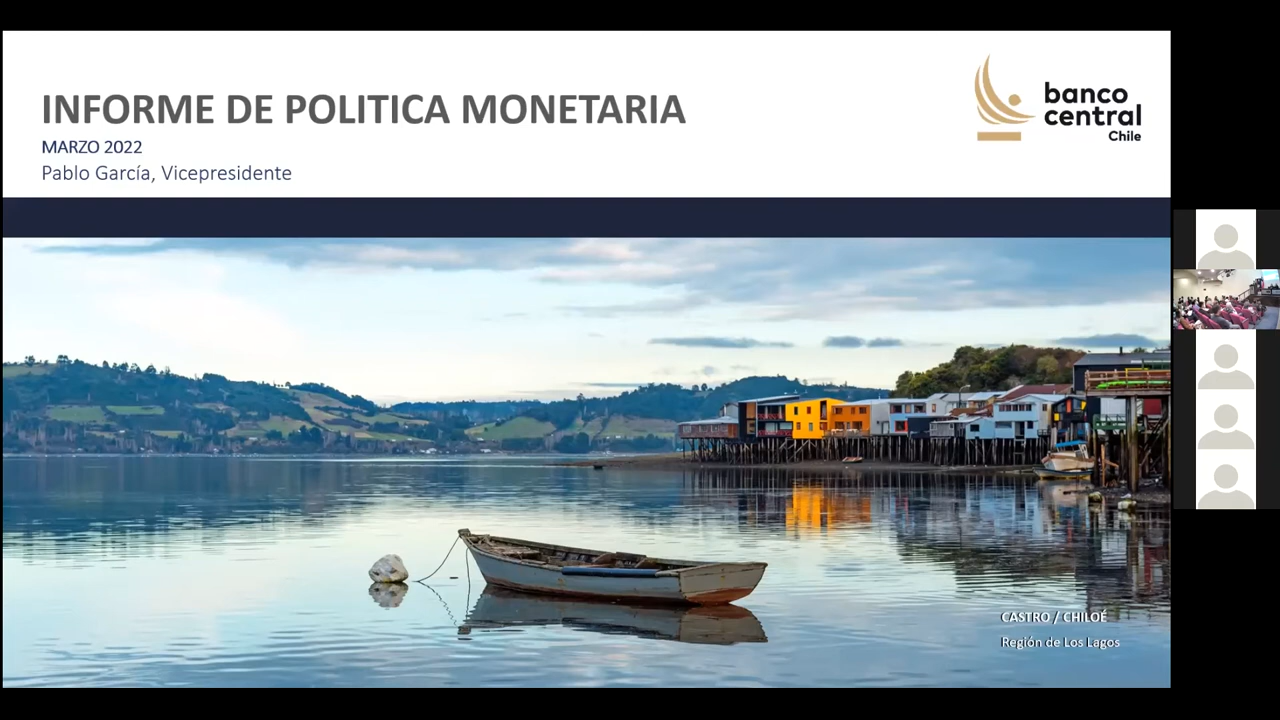 INFORME DE POLITICA MONETARIA
MARZO 2022
Pablo García, Vicepresidente
banco
central
Chile
CASTRO / CHILOÉ
Región de Los Lagos